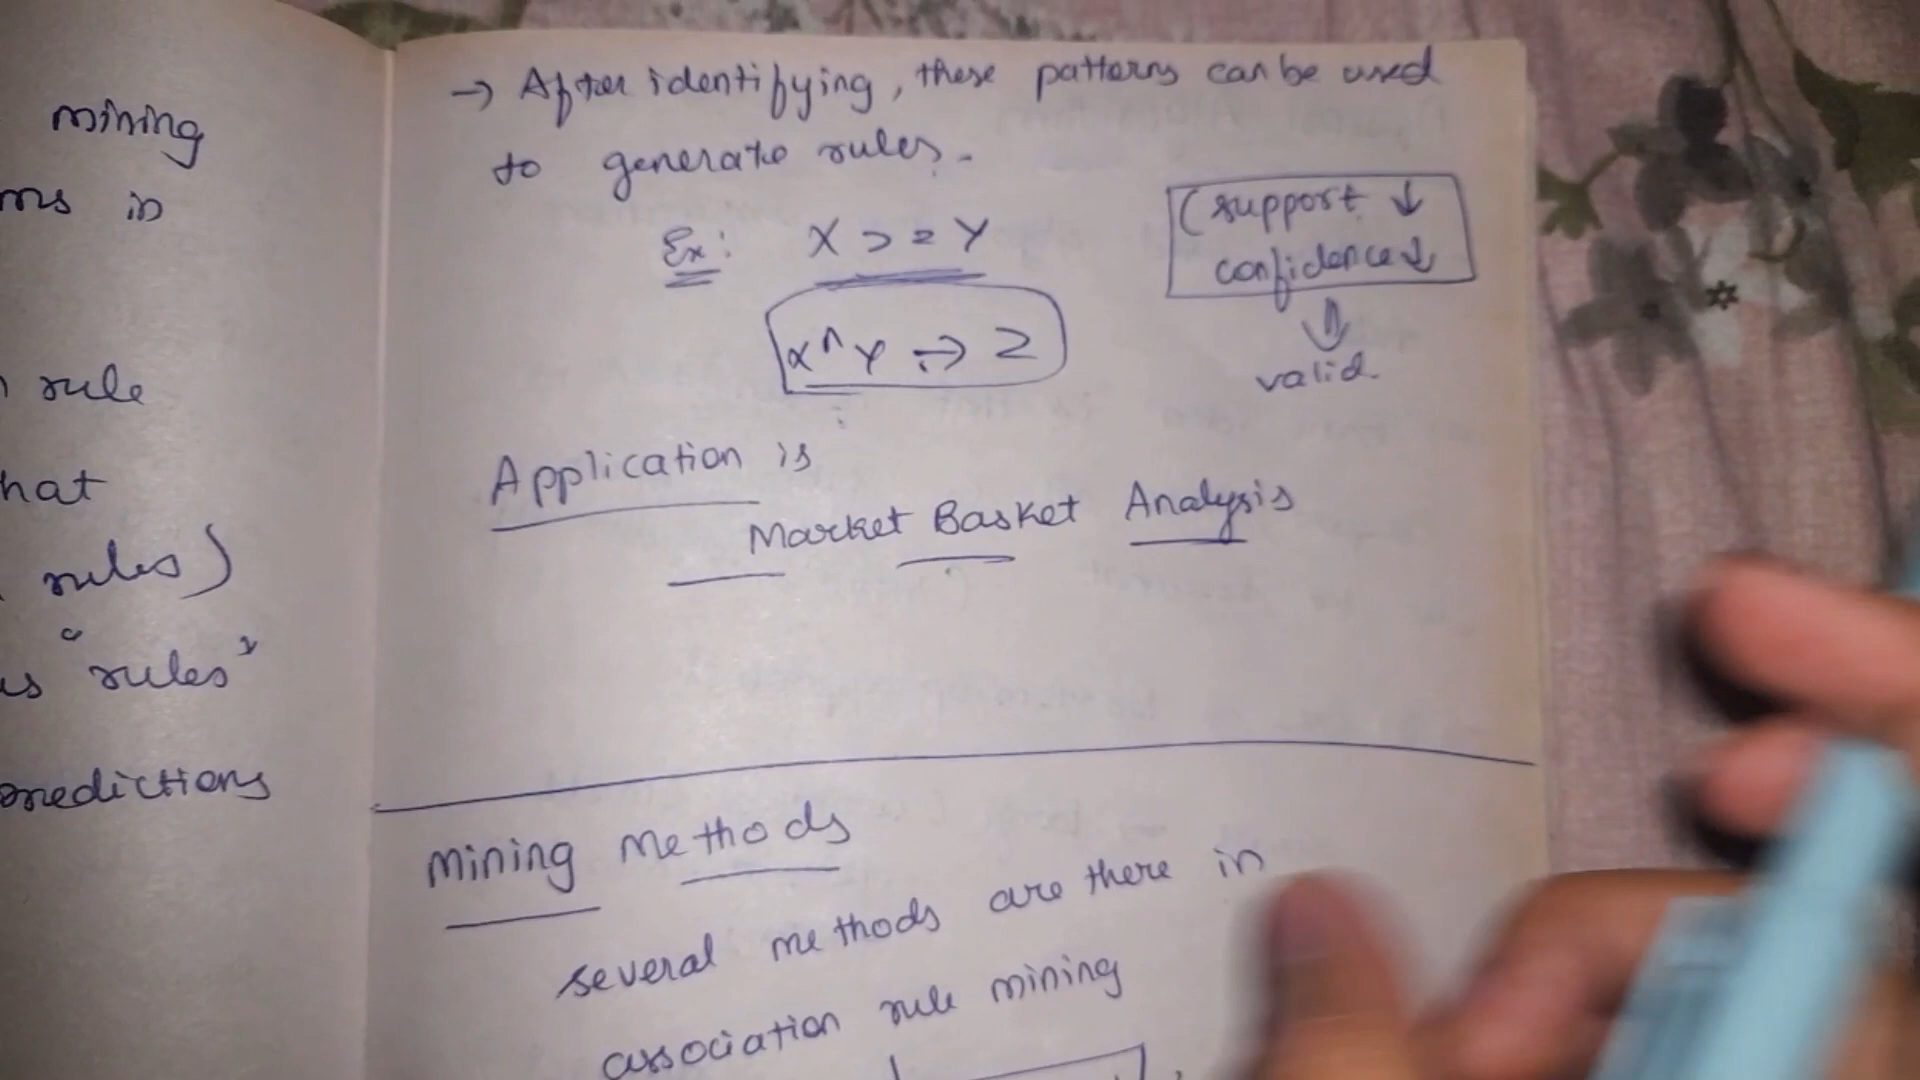 mining
ms in
rule
hat
rules)
is "rules"
predictions
→ After identifying, these patterns can be used
to generate rules.
Ex: X >= Y
x^y → z
(support ↓
confidence ↓
⇓
valid
Application is
Market Basket Analysis
Mining Methods
several methods are there in
association rule mining